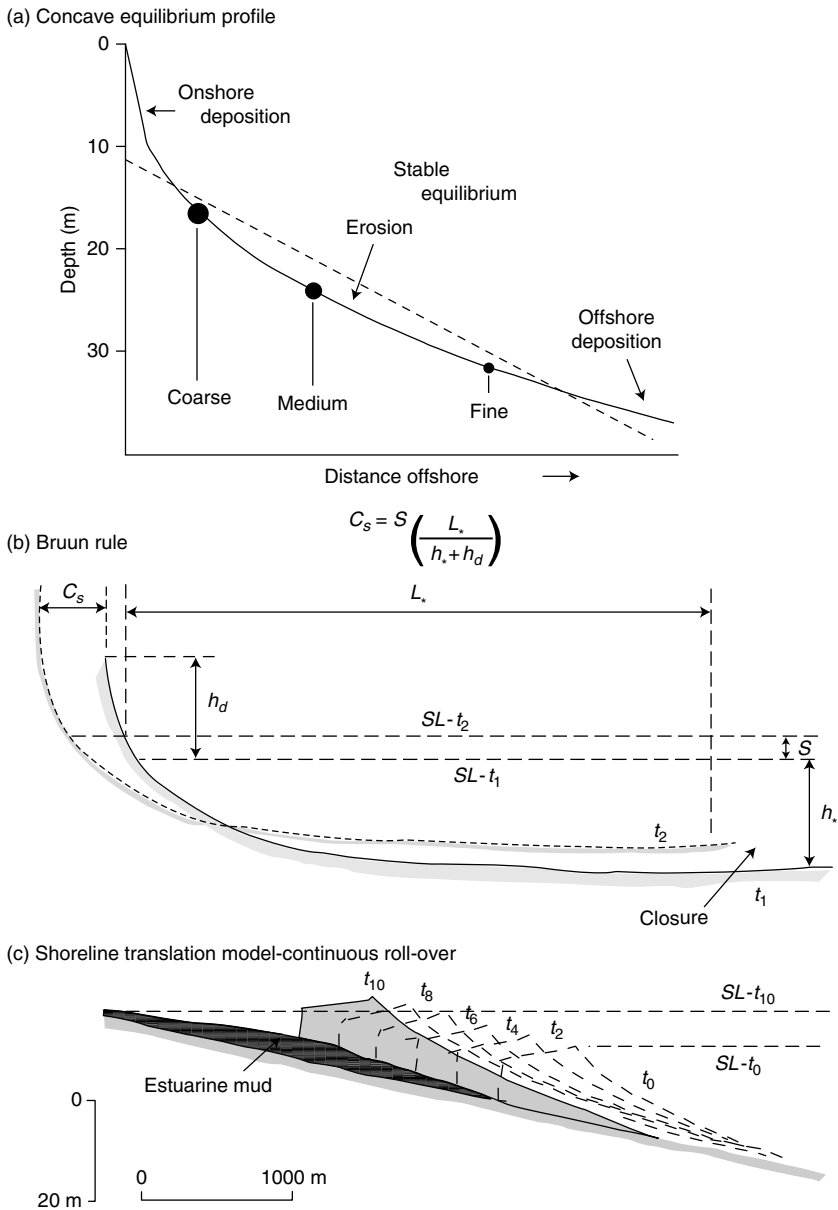 (a) Concave equilibrium profile
0
Onshore
deposition
10
Stable
equilibrium
Erosion
Depth (m)
20
Offshore
deposition
30
Coarse
Medium
Fine
Distance offshore
(b) Bruun rule
C_s = S ( L_* / h_* + h_d )
C_s
L_*
h_d
SL-t_2
S
SL-t_1
h_*
t_2
t_1
Closure
(c) Shoreline translation model-continuous roll-over
t_10
t_8
t_6
t_4
t_2
t_0
SL-t_10
SL-t_0
Estuarine mud
0
20 m
0
1000 m